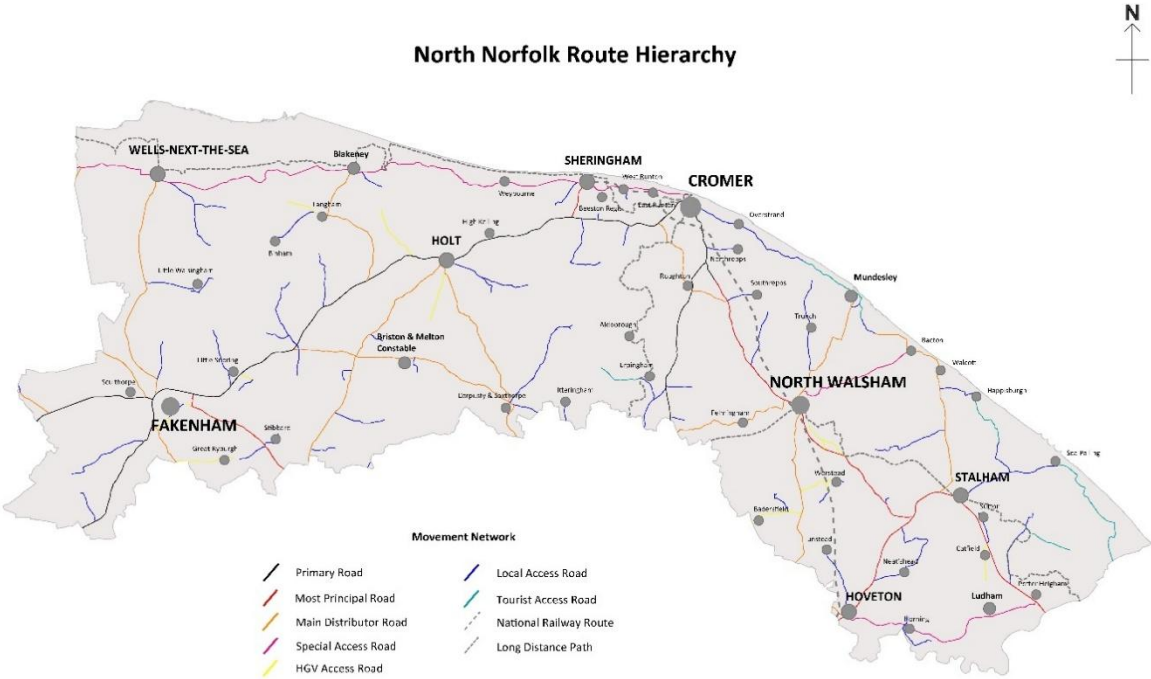 N
North Norfolk Route Hierarchy
WELLS-NEXT-THE-SEA
Blakeney
SHERINGHAM
West Runton
CROMER
Weybourne
Beeston Regis
East Runton
Langham
Overstrand
High Kelling
HOLT
Binham
Northrepps
Little Walsingham
Roughton
Southrepps
Mundesley
Trunch
Aldborough
Briston & Melton
Constable
Bacton
Little Snoring
Walcott
Sculthorpe
Erpingham
NORTH WALSHAM
Happisburgh
Itteringham
Corpusty & Saxthorpe
FAKENHAM
Felmingham
Stibbard
Great Ryburgh
Sea Palling
Worstead
STALHAM
Badersfield
Sutton
Movement Network
Catfield
Neatishead
Primary Road
Local Access Road
Potter Heigham
Most Principal Road
Tourist Access Road
HOVETON
Ludham
Main Distributor Road
National Railway Route
Horning
Special Access Road
Long Distance Path
HGV Access Road